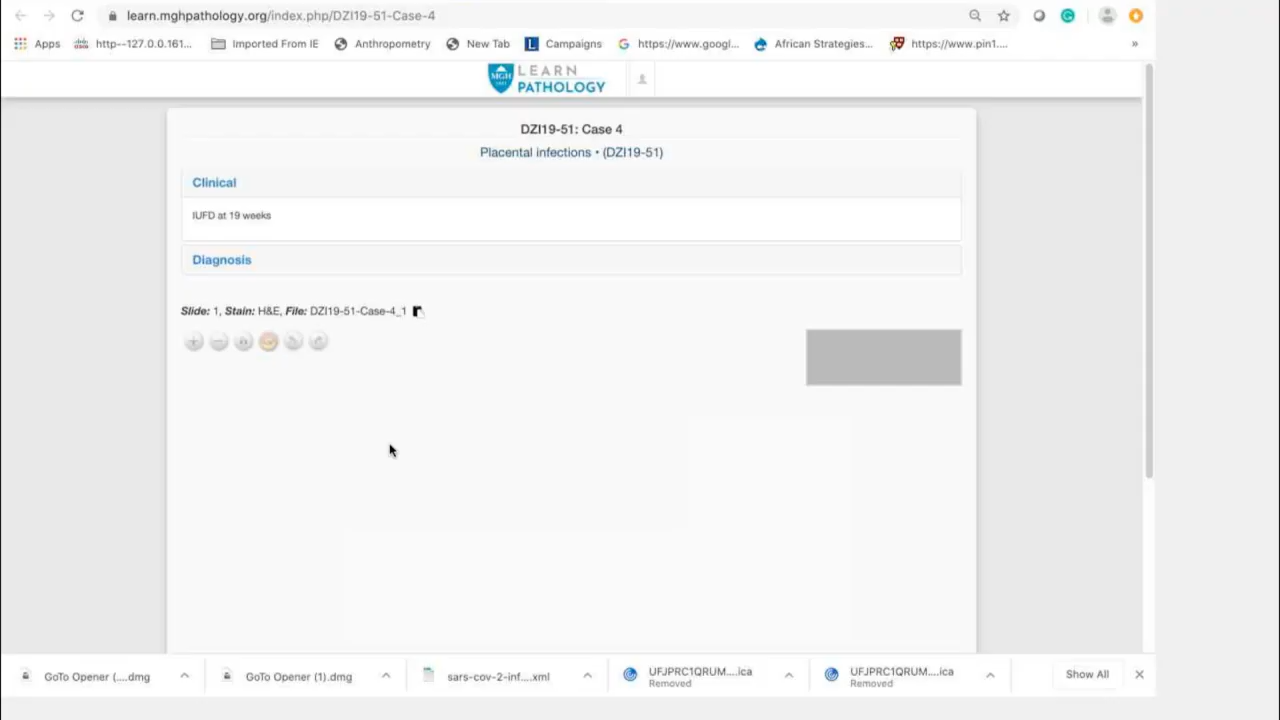 learn.mghpathology.org/index.php/DZI19-51-Case-4
Apps http--127.0.0.161... Imported From IE Anthropometry New Tab Campaigns https://www.googl... African Strategies... https://www.pin1.... »
MGH LEARN
PATHOLOGY
DZI19-51: Case 4
Placental infections • (DZI19-51)
Clinical
IUFD at 19 weeks
Diagnosis
Slide: 1, Stain: H&E, File: DZI19-51-Case-4_1
GoTo Opener (....dmg GoTo Opener (1).dmg sars-cov-2-inf....xml UFJPRC1QRUM....ica UFJPRC1QRUM....ica Show All
Removed Removed